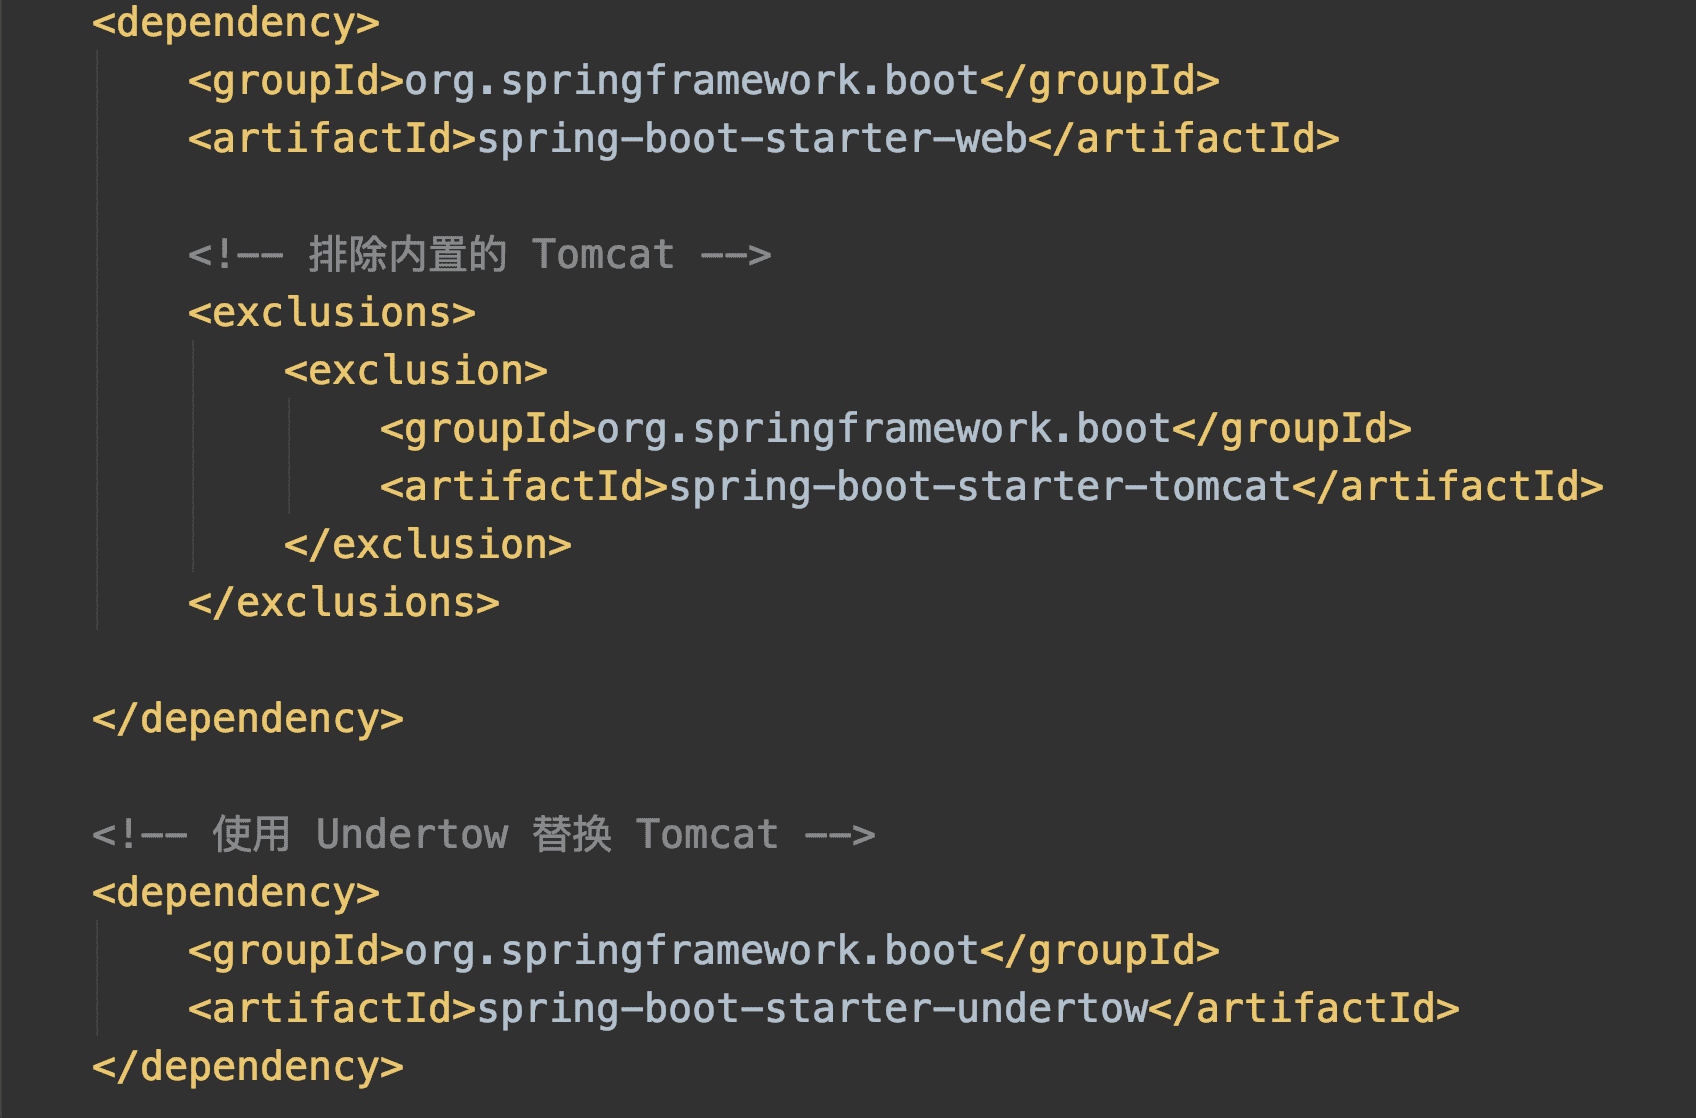 <dependency>
<groupId>org.springframework.boot</groupId>
<artifactId>spring-boot-starter-web</artifactId>
<!-- 排除内置的 Tomcat -->
<exclusions>
<exclusion>
<groupId>org.springframework.boot</groupId>
<artifactId>spring-boot-starter-tomcat</artifactId>
</exclusion>
</exclusions>
</dependency>
<!-- 使用 Undertow 替换 Tomcat -->
<dependency>
<groupId>org.springframework.boot</groupId>
<artifactId>spring-boot-starter-undertow</artifactId>
</dependency>